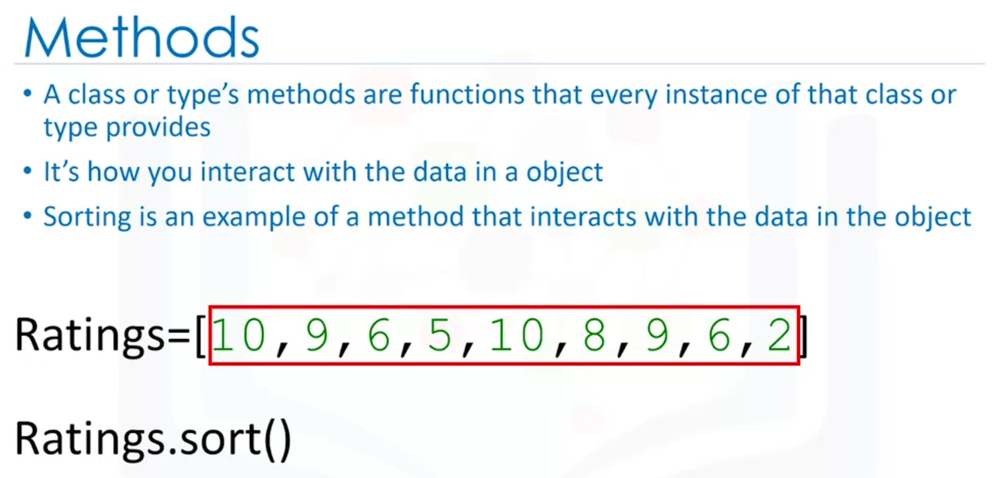 Methods
• A class or type’s methods are functions that every instance of that class or
type provides
• It’s how you interact with the data in a object
• Sorting is an example of a method that interacts with the data in the object
Ratings=[10,9,6,5,10,8,9,6,2]
Ratings.sort()